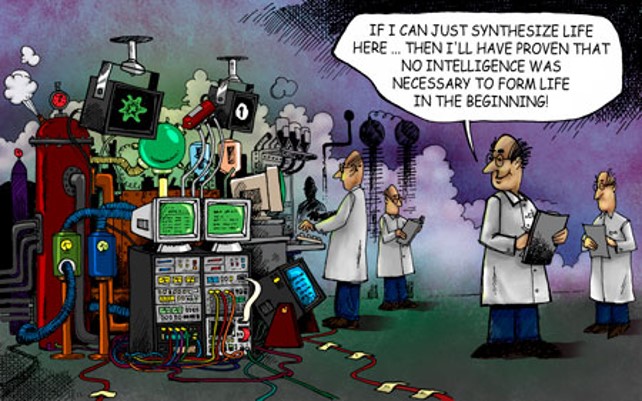 IF I CAN JUST SYNTHESIZE LIFE
HERE ... THEN I'LL HAVE PROVEN THAT
NO INTELLIGENCE WAS
NECESSARY TO FORM LIFE
IN THE BEGINNING!